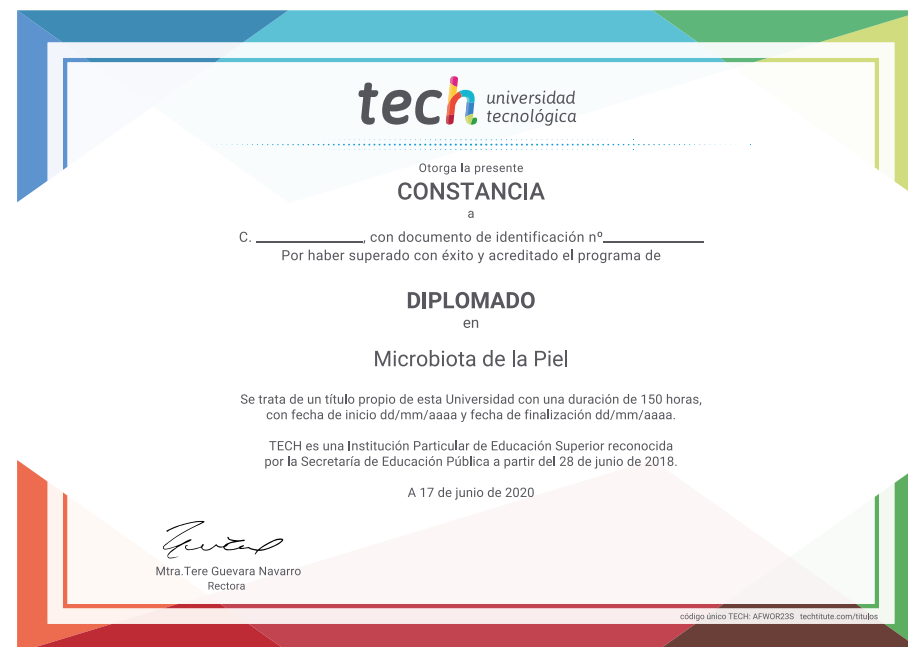 tech universidad
tecnológica
Otorga la presente
CONSTANCIA
a
C. ______________, con documento de identificación nº_____________
Por haber superado con éxito y acreditado el programa de
DIPLOMADO
en
Microbiota de la Piel
Se trata de un título propio de esta Universidad con una duración de 150 horas,
con fecha de inicio dd/mm/aaaa y fecha de finalización dd/mm/aaaa.
TECH es una Institución Particular de Educación Superior reconocida
por la Secretaría de Educación Pública a partir del 28 de junio de 2018.
A 17 de junio de 2020
Mtra.Tere Guevara Navarro
Rectora
código único TECH: AFWOR23S techtitute.com/titulos